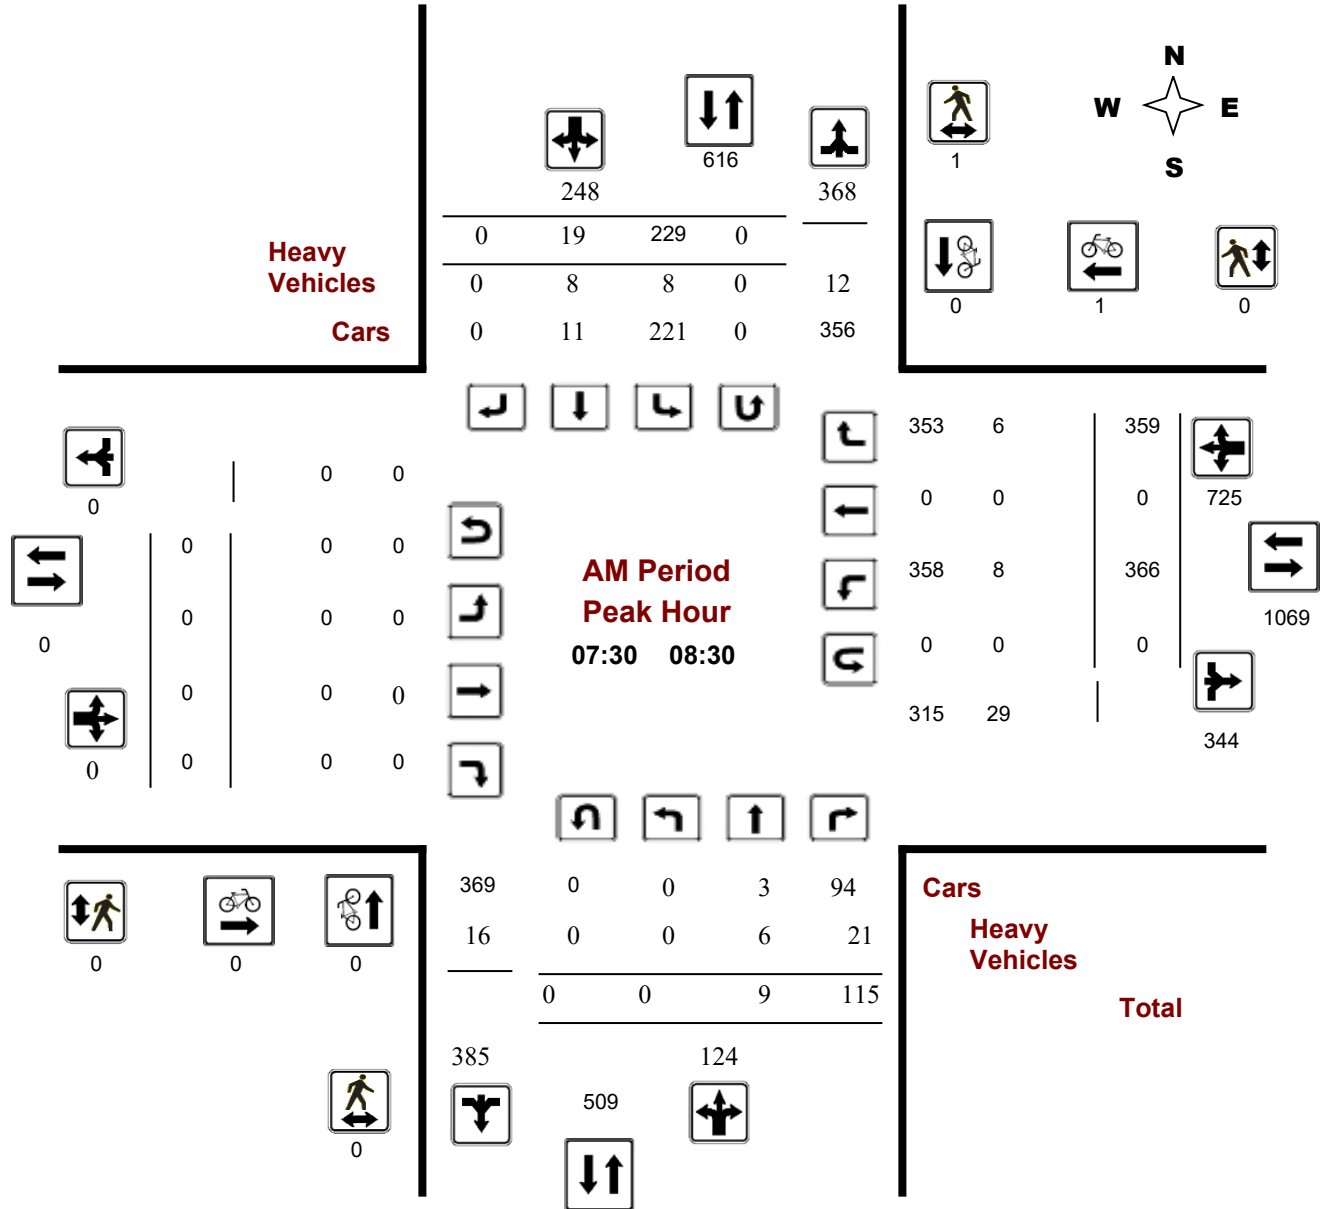 N
W E
S
616
1
248 368
0 19 229 0
Heavy
Vehicles
0 8 8 0 12
0 1 0
Cars
0 11 221 0 356
353 6 359
0 0
0
0 0 0 725
0 0 0
AM Period
358 8 366
Peak Hour
0 0 0
1069
0
07:30 08:30
0 0 0
0 0 0
315 29
344
0
0 0 0
369 0 0 3 94
Cars
16 0 0 6 21
Heavy
Vehicles
0 0 0
0 0 9 115
Total
385 124
509
0